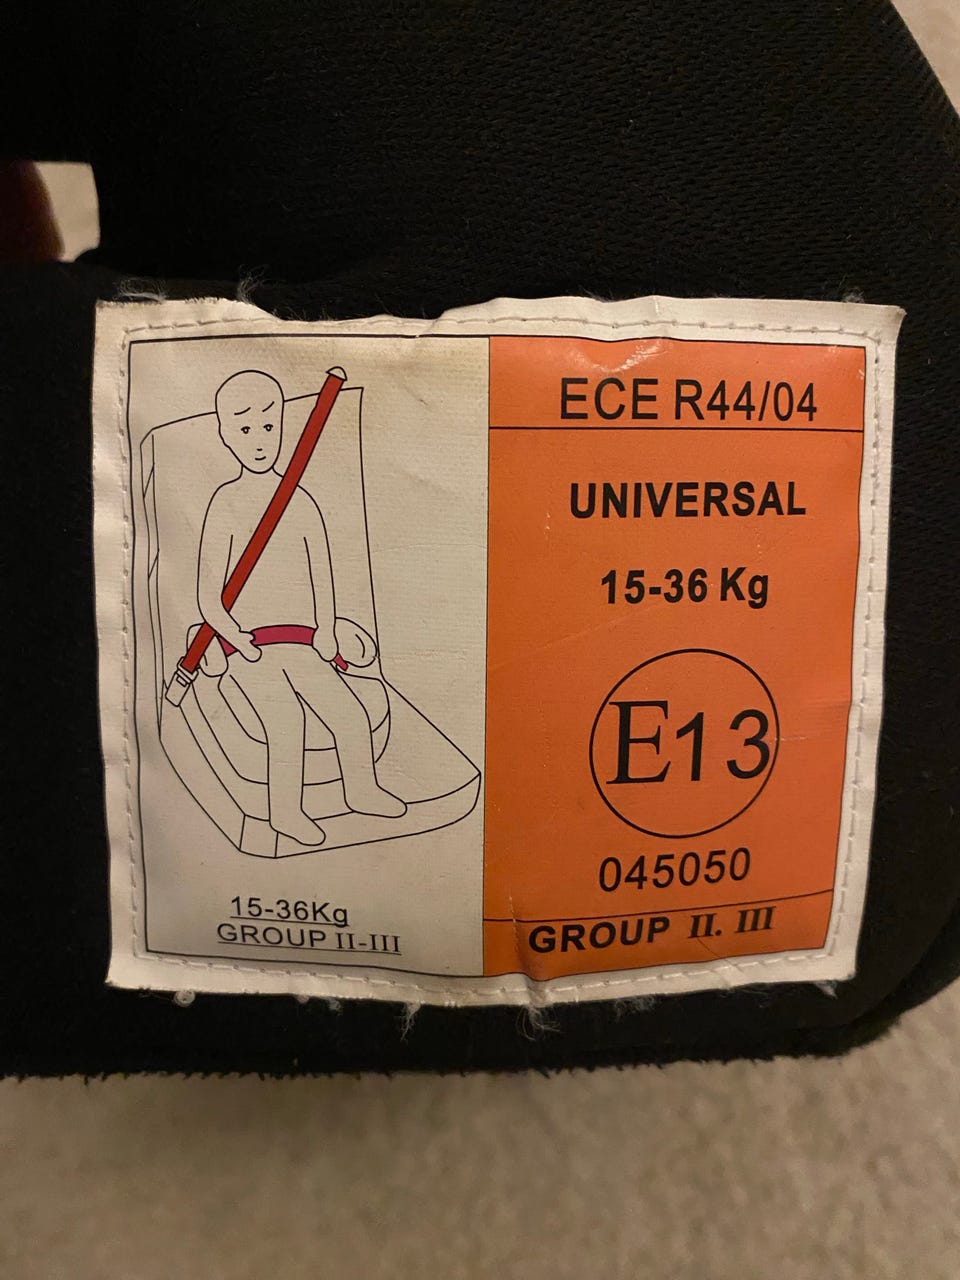 15-36Kg
GROUP II-III
ECE R44/04
UNIVERSAL
15-36 Kg
E13
045050
GROUP II. III